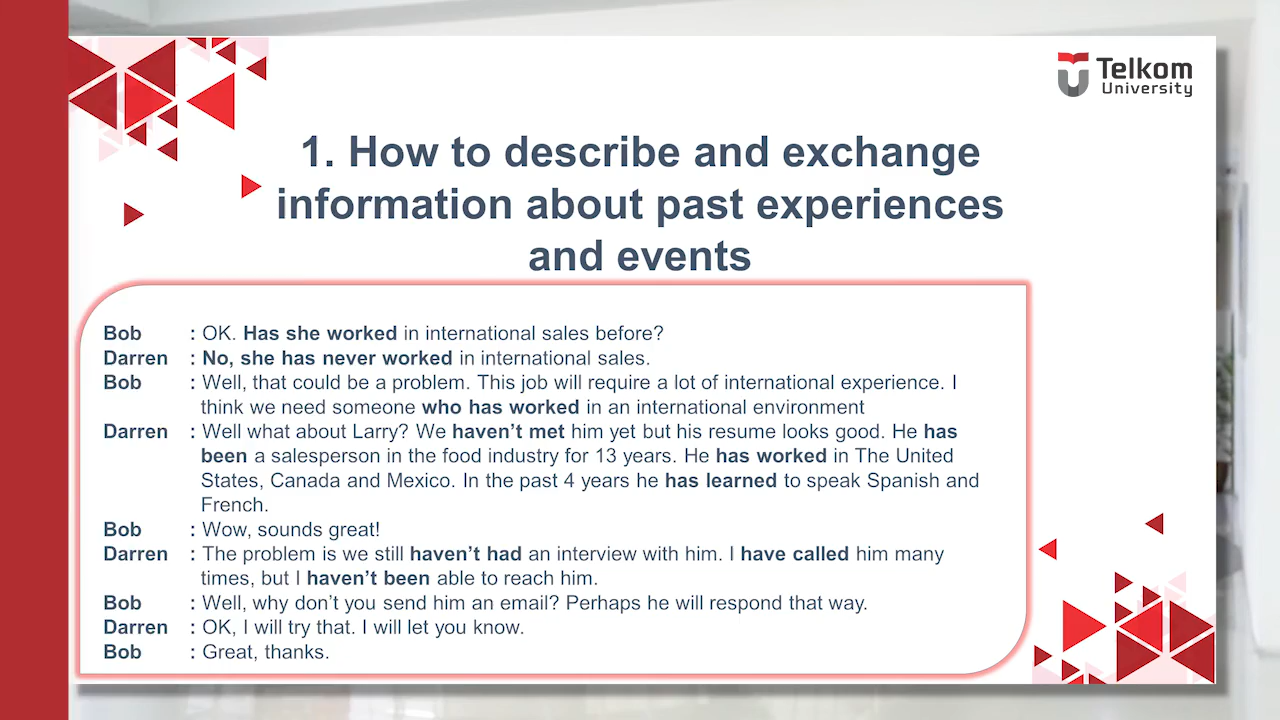 Telkom
University
1. How to describe and exchange
information about past experiences
and events
Bob : OK. Has she worked in international sales before?
Darren : No, she has never worked in international sales.
Bob : Well, that could be a problem. This job will require a lot of international experience. I
think we need someone who has worked in an international environment
Darren : Well what about Larry? We haven't met him yet but his resume looks good. He has
been a salesperson in the food industry for 13 years. He has worked in The United
States, Canada and Mexico. In the past 4 years he has learned to speak Spanish and
French.
Bob : Wow, sounds great!
Darren : The problem is we still haven't had an interview with him. I have called him many
times, but I haven't been able to reach him.
Bob : Well, why don't you send him an email? Perhaps he will respond that way.
Darren : OK, I will try that. I will let you know.
Bob : Great, thanks.